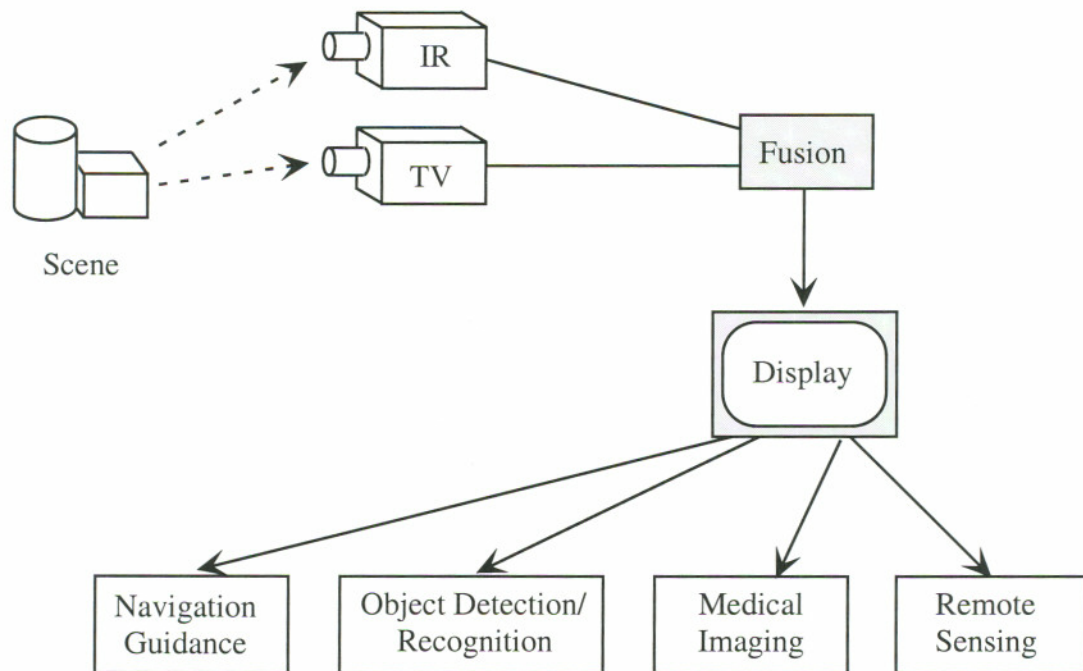 IR
TV
Fusion
Scene
Display
Navigation
Guidance
Object Detection/
Recognition
Medical
Imaging
Remote
Sensing